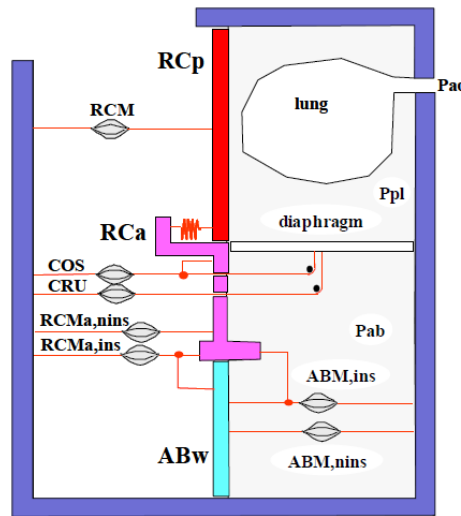 RCp
lung
Pao
RCM
Ppl
diaphragm
RCa
COS
CRU
RCMa,nins
RCMa,ins
Pab
ABM,ins
ABw
ABM,nins